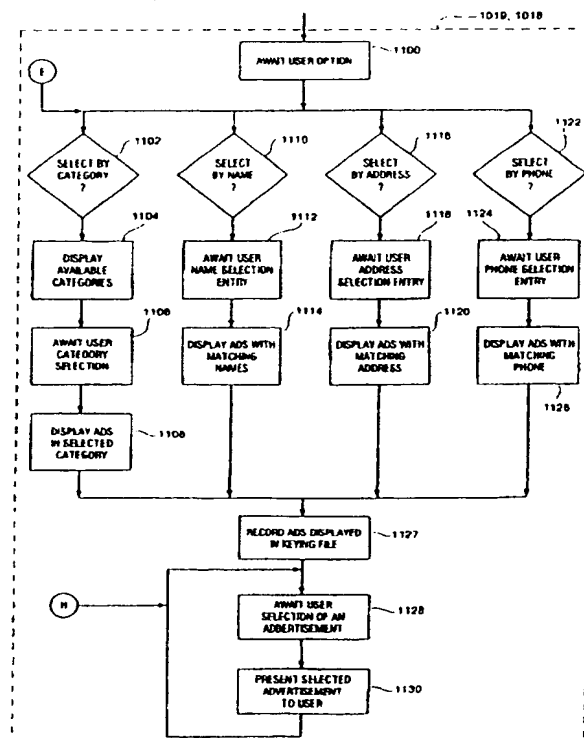 1019, 1018
AWAIT USER OPTION
1100
E
SELECT BY
CATEGORY
?
1102
SELECT
BY NAME
?
1110
SELECT
BY ADDRESS
?
1116
SELECT
BY PHONE
?
1122
DISPLAY
AVAILABLE
CATEGORIES
1104
AWAIT USER
NAME SELECTION
ENTRY
1112
AWAIT USER
ADDRESS
SELECTION ENTRY
1118
AWAIT USER
PHONE SELECTION
ENTRY
1124
AWAIT USER
CATEGORY
SELECTION
1106
DISPLAY ADS WITH
MATCHING
NAMES
1114
DISPLAY ADS WITH
MATCHING
ADDRESS
1120
DISPLAY ADS WITH
MATCHING
PHONE
1126
DISPLAY ADS
IN SELECTED
CATEGORY
1108
RECORD ADS DISPLAYED
IN KEYING FILE
1127
H
AWAIT USER
SELECTION OF AN
ADBERTISEMENT
1128
PRESENT SELECTED
ADVERTISEMENT
TO USER
1130